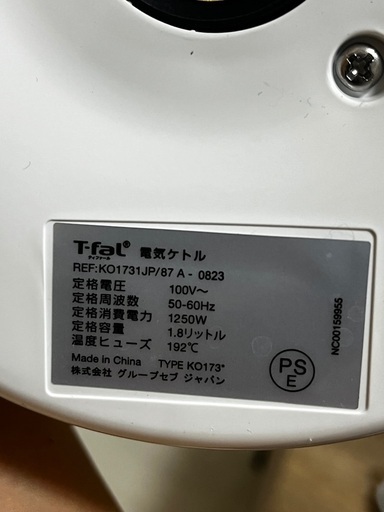 T-fal® 電気ケトル
ティファール
REF:KO1731JP/87 A - 0823
定格電圧 100V～
定格周波数 50-60Hz
定格消費電力 1250W
定格容量 1.8リットル
温度ヒューズ 192℃
Made in China TYPE KO173*
株式会社 グループセブ ジャパン
PS
E
NC00159955